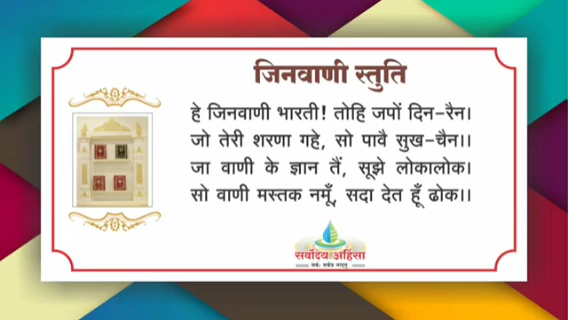 जिनवाणी स्तुति
हे जिनवाणी भारती! तोहि जपों दिन-रैन।
जो तेरी शरणा गहे, सो पावै सुख-चैन।।
जा वाणी के ज्ञान तैं, सूझे लोकालोक।
सो वाणी मस्तक नमूँ, सदा देत हूँ ढोक।।
सर्वोदय अहिंसा